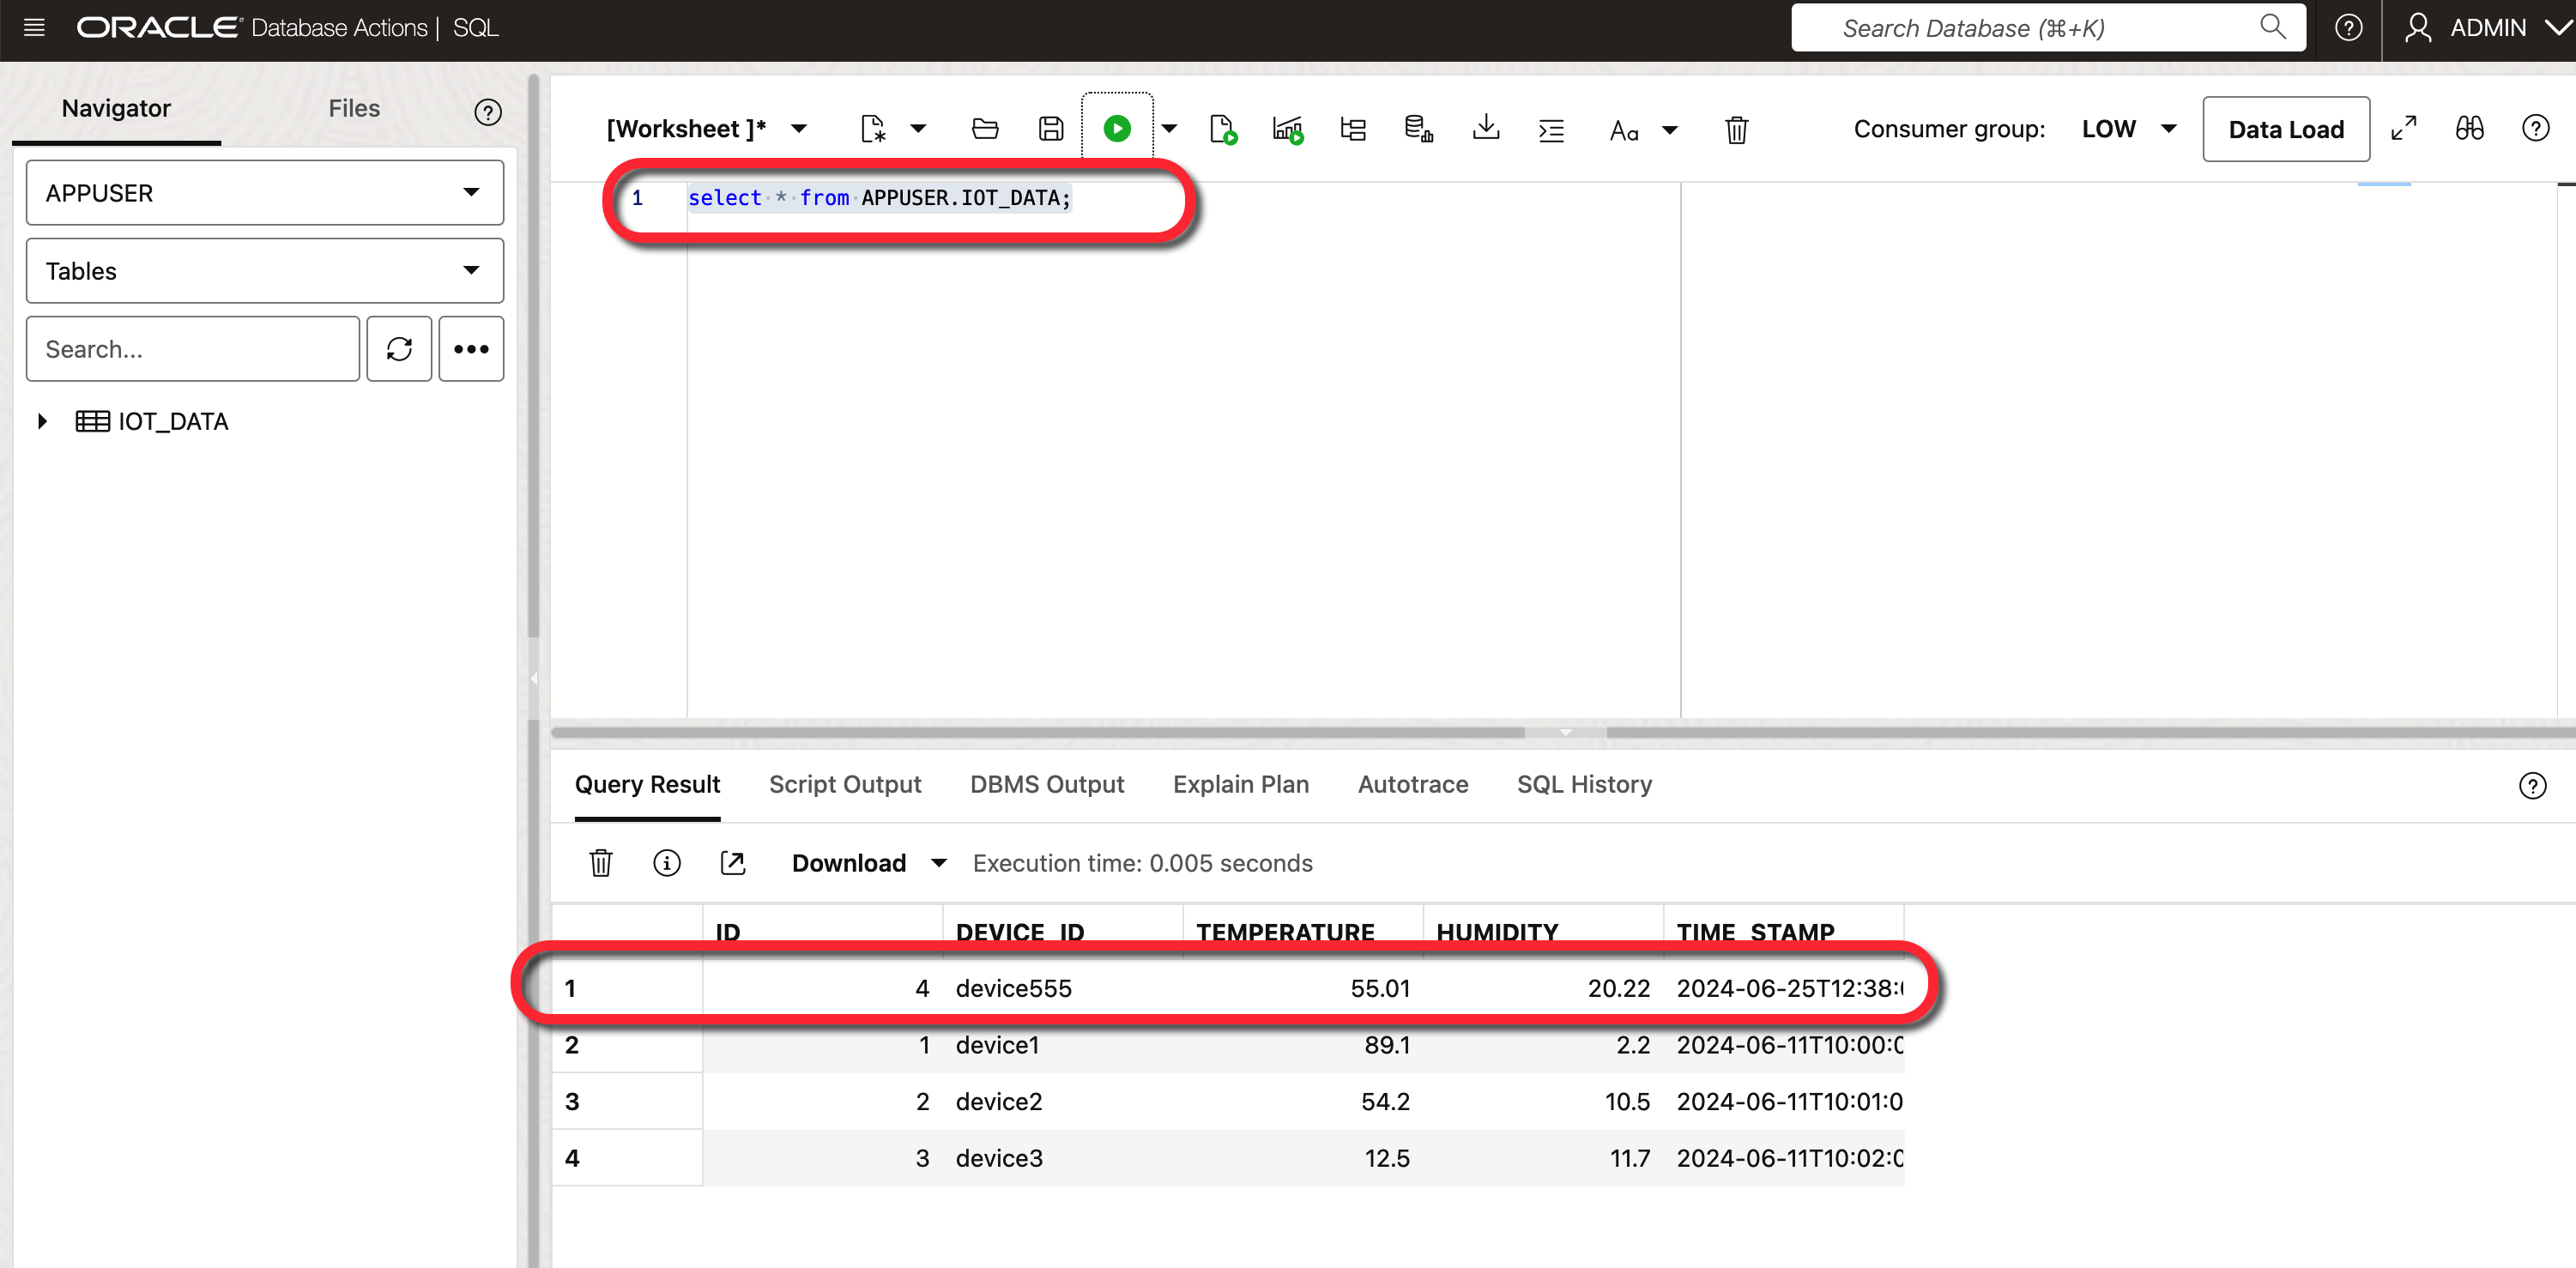 ORACLE Database Actions | SQL
Search Database (⌘+K)
ADMIN
Navigator
Files
APPUSER
Tables
Search...
IOT_DATA
[Worksheet ]*
Aa
Consumer group:
LOW
Data Load
1 select * from APPUSER.IOT_DATA;
Query Result
Script Output
DBMS Output
Explain Plan
Autotrace
SQL History
Download
Execution time: 0.005 seconds
ID DEVICE_ID TEMPERATURE HUMIDITY TIME_STAMP
1 4 device555 55.01 20.22 2024-06-25T12:38:
2 1 device1 89.1 2.2 2024-06-11T10:00:0
3 2 device2 54.2 10.5 2024-06-11T10:01:0
4 3 device3 12.5 11.7 2024-06-11T10:02:0